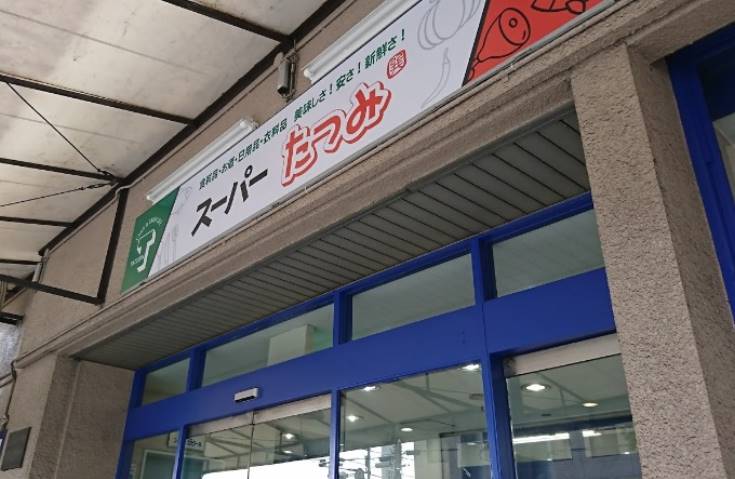 食料品・お酒・日用品・衣料品 美味しさ！安さ！新鮮さ！
スーパー たつみ